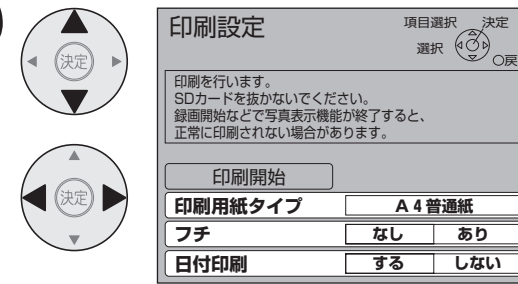 決定
決定
印刷設定
項目選択 決定
選択
戻
印刷を行います。
SDカードを抜かないでください。
録画開始などで写真表示機能が終了すると、
正常に印刷されない場合があります。
印刷開始
印刷用紙タイプ A4普通紙
フチ なし あり
日付印刷 する しない